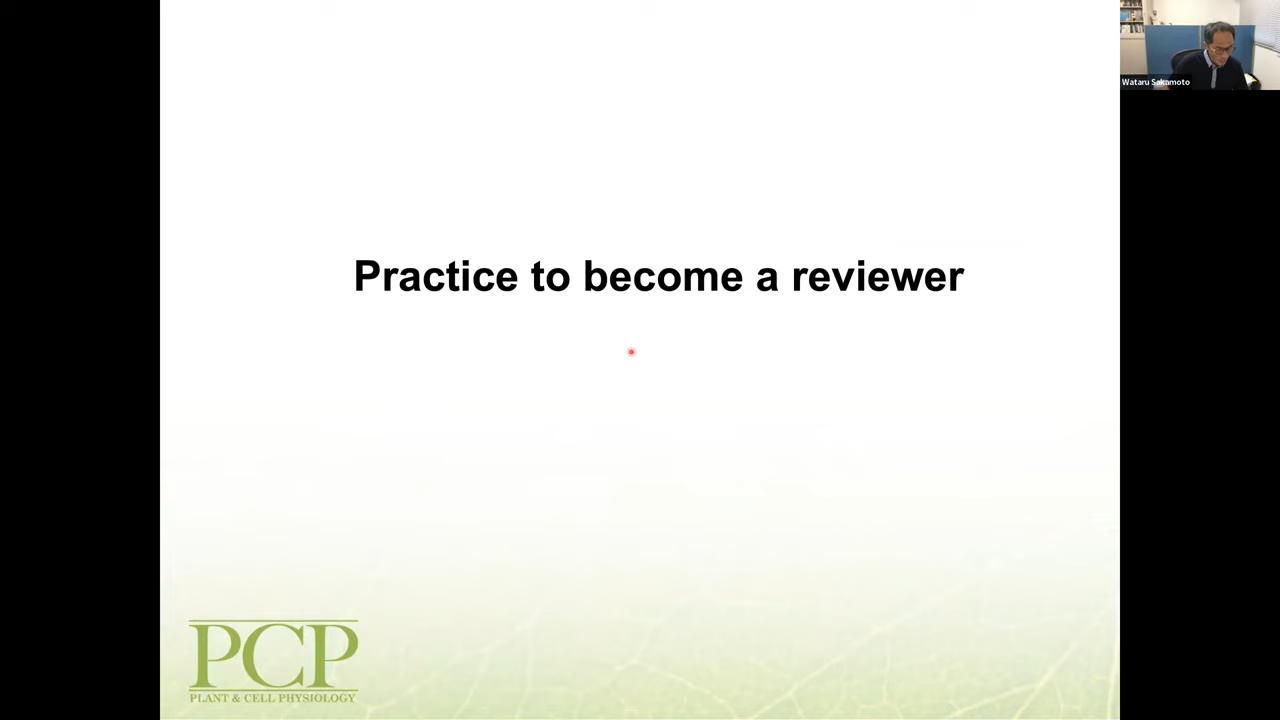 Wataru Sakamoto
Practice to become a reviewer
PCP
PLANT & CELL PHYSIOLOGY